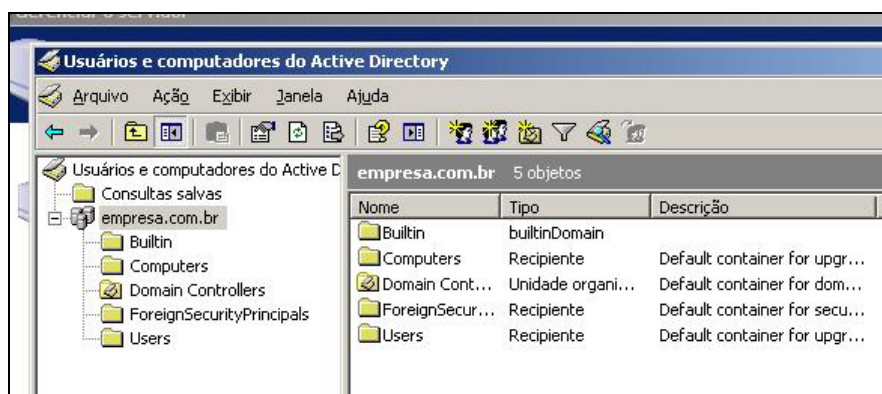 Gerenciar o servidor
Usuários e computadores do Active Directory
Arquivo Ação Exibir Janela Ajuda
Usuários e computadores do Active D
Consultas salvas
empresa.com.br
Builtin
Computers
Domain Controllers
ForeignSecurityPrincipals
Users
empresa.com.br 5 objetos
Nome Tipo Descrição
Builtin builtinDomain
Computers Recipiente Default container for upgr...
Domain Cont... Unidade organi... Default container for dom...
ForeignSecur... Recipiente Default container for secu...
Users Recipiente Default container for upgr...